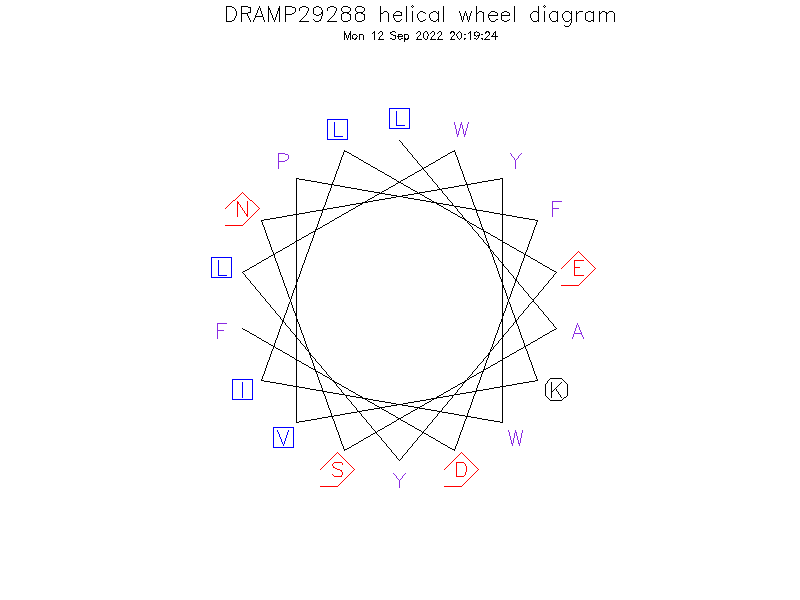 DRAMP29288 helical wheel diagram
Mon 12 Sep 2022 20:19:24
L
L
W
P
Y
N
F
L
E
F
A
I
K
V
W
S
D
Y